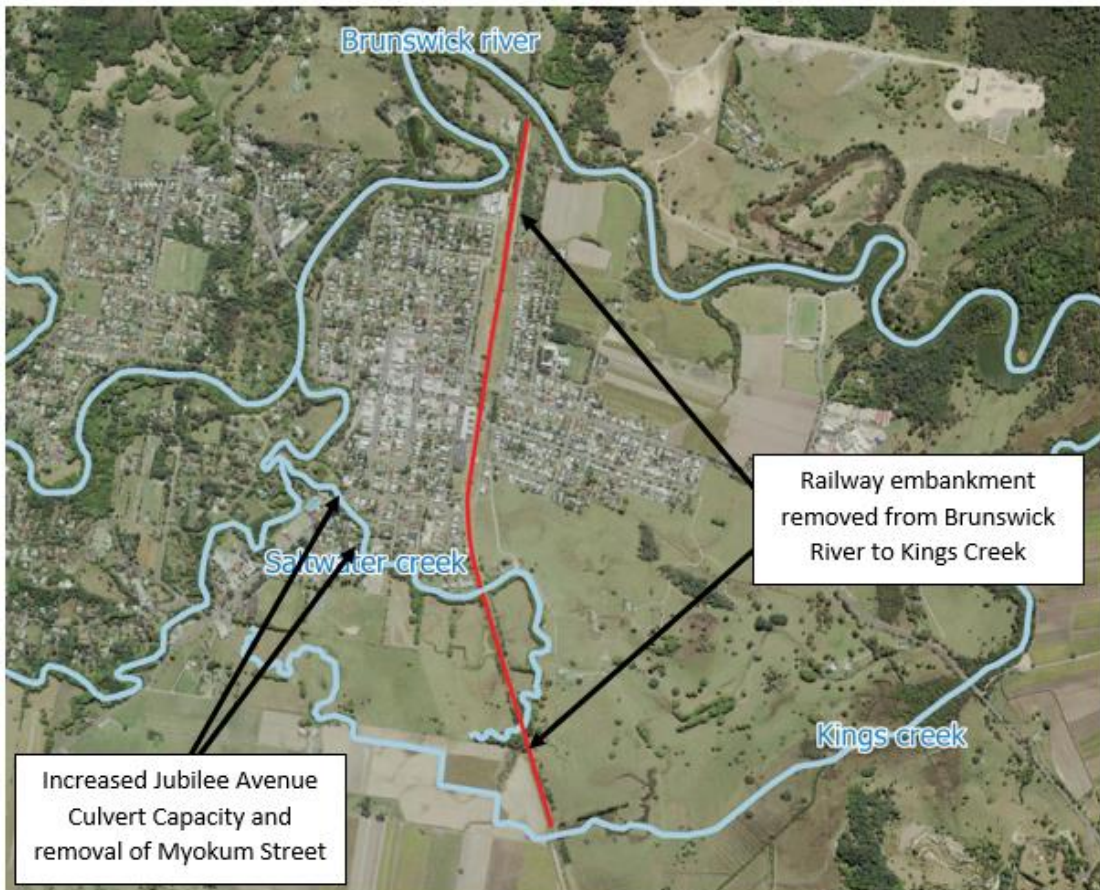 Brunswick river
Railway embankment
removed from Brunswick
River to Kings Creek
Saltwater creek
Kings creek
Increased Jubilee Avenue
Culvert Capacity and
removal of Myokum Street